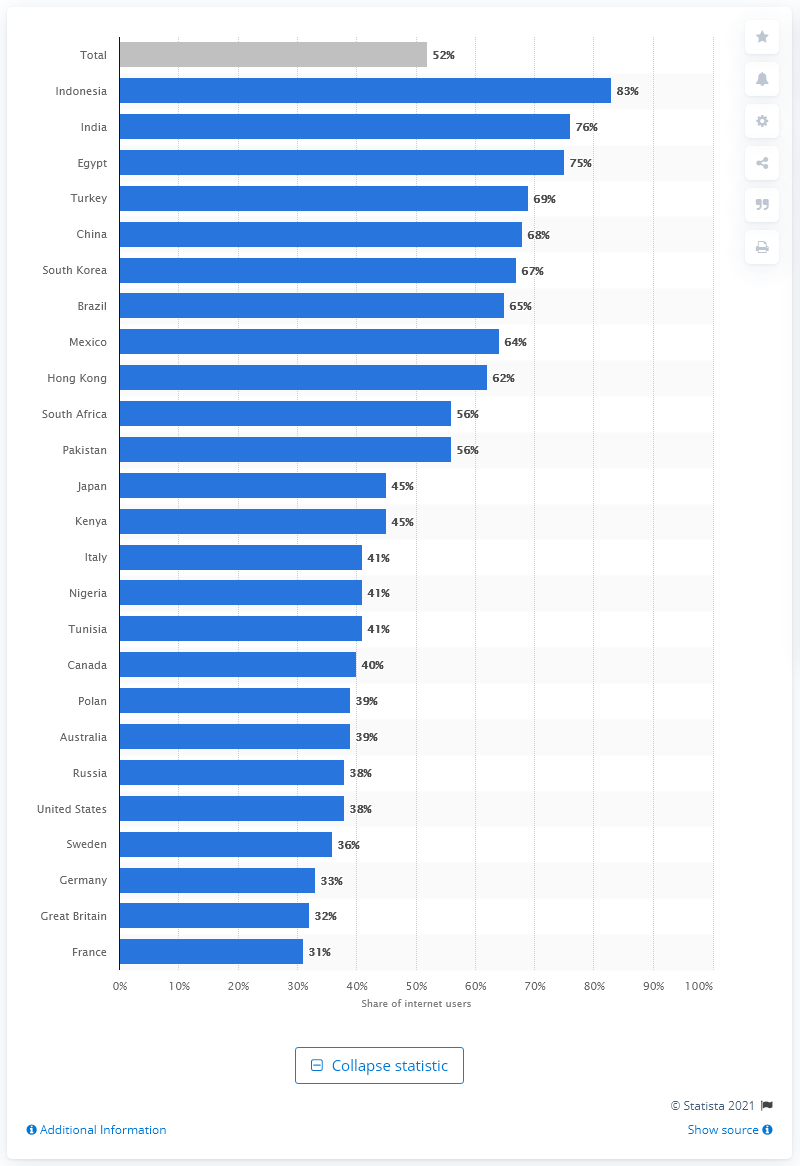 Total 52%
Indonesia 83%
India 76%
Egypt 75%
Turkey 69%
China 68%
South Korea 67%
Brazil 65%
Mexico 64%
Hong Kong 62%
South Africa 56%
Pakistan 56%
Japan 45%
Kenya 45%
Italy 41%
Nigeria 41%
Tunisia 41%
Canada 40%
Polan 39%
Australia 39%
Russia 38%
United States 38%
Sweden 36%
Germany 33%
Great Britain 32%
France 31%
0% 10% 20% 30% 40% 50% 60% 70% 80% 90% 100%
Share of internet users
Collapse statistic
© Statista 2021
Additional Information Show source